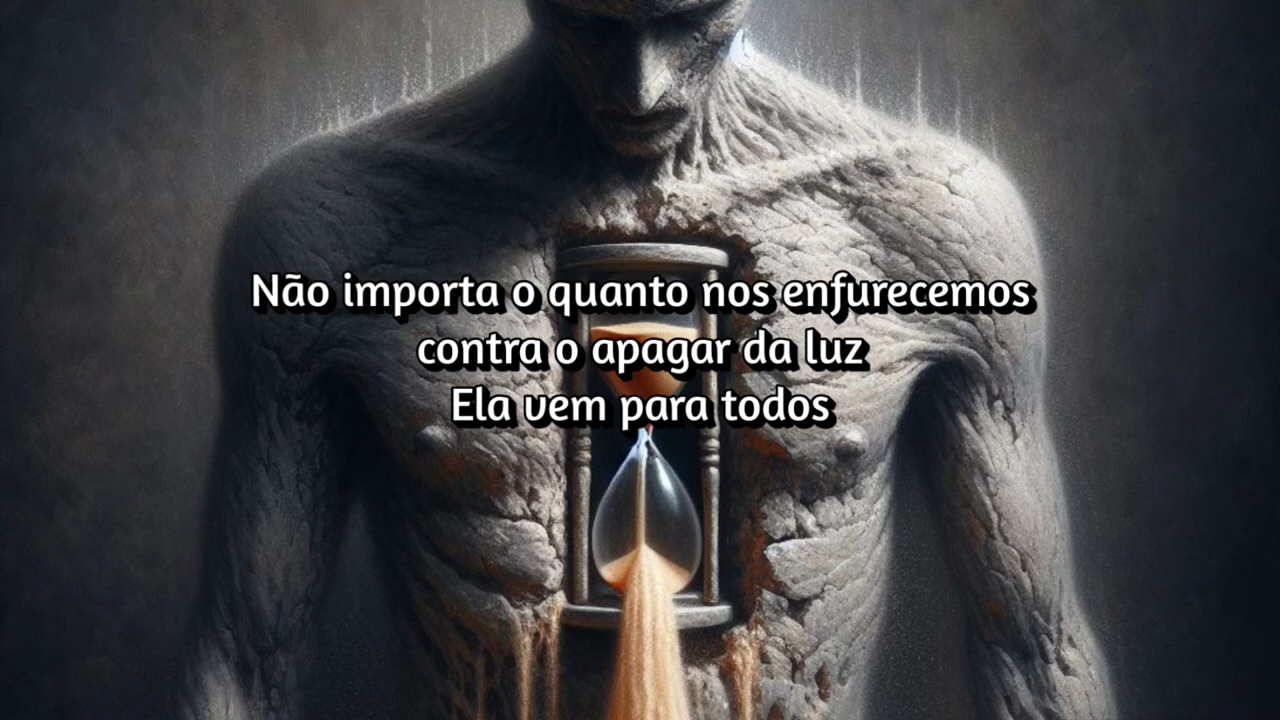 Não importa o quanto nos enfurecemos
contra o apagar da luz
Ela vem para todos